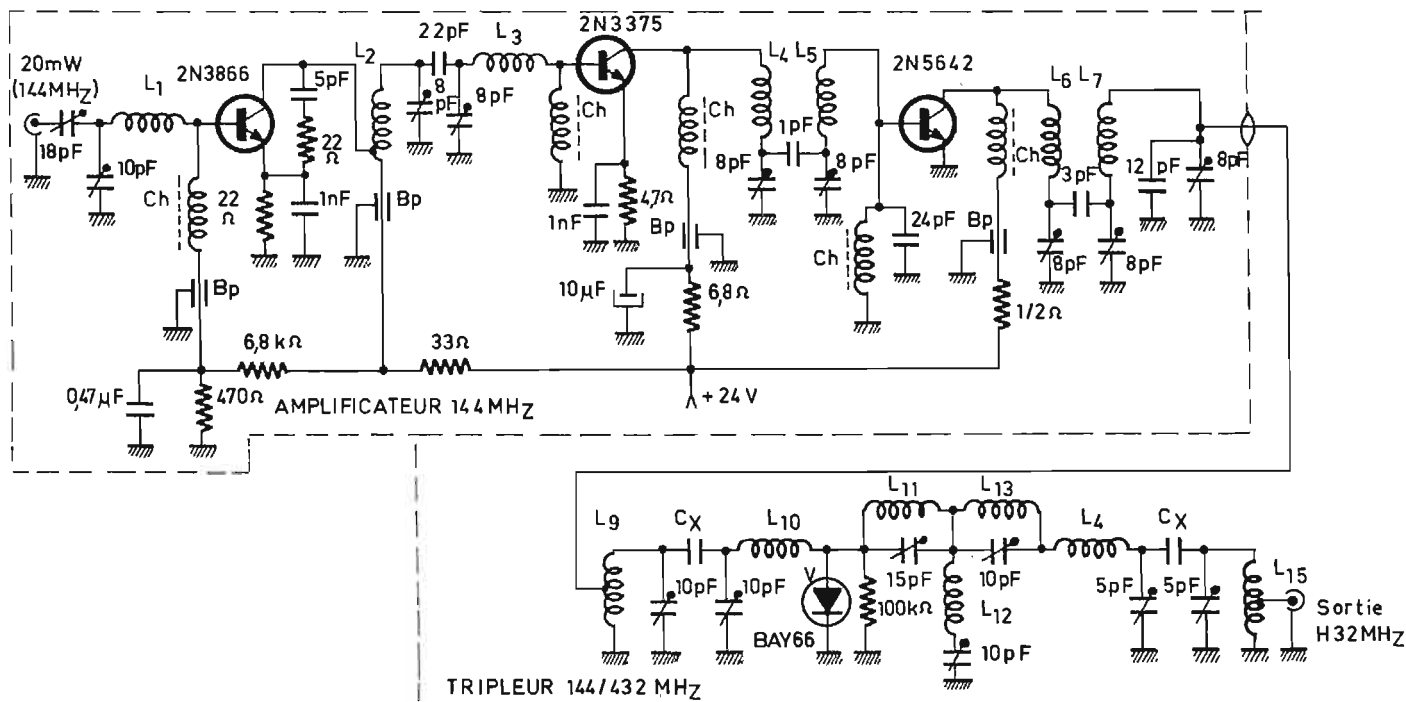 20mW
(144MHz)
18pF
10pF
L1
2N3866
Ch
22
Ω
Bp
5pF
22
Ω
1nF
L2
Bp
22pF
8
pF
8pF
L3
2N3375
Ch
1nF
4,7Ω
Ch
Bp
10µF
6,8Ω
L4 L5
1pF
8pF
8pF
2N5642
Ch
24pF
Ch
Bp
1/2Ω
L6 L7
3pF
8pF
8pF
12 pF
8pF
0,47µF
470Ω
6,8kΩ
33Ω
+24V
AMPLIFICATEUR 144MHz
L9
CX
10pF
10pF
L10
V
BAY66
100kΩ
L11
15pF
L12
10pF
L13
10pF
L4
5pF
CX
5pF
L15
Sortie
H32MHz
TRIPLEUR 144/432 MHz